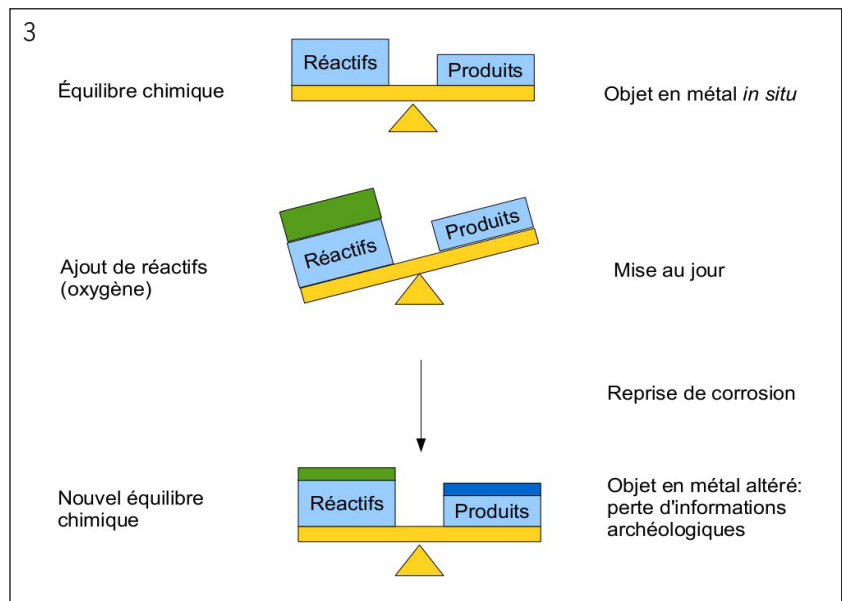 3
Réactifs
Produits
Équilibre chimique
Objet en métal in situ
Réactifs
Produits
Ajout de réactifs
(oxygène)
Mise au jour
Reprise de corrosion
Nouvel équilibre
chimique
Réactifs
Produits
Objet en métal altéré:
perte d'informations
archéologiques